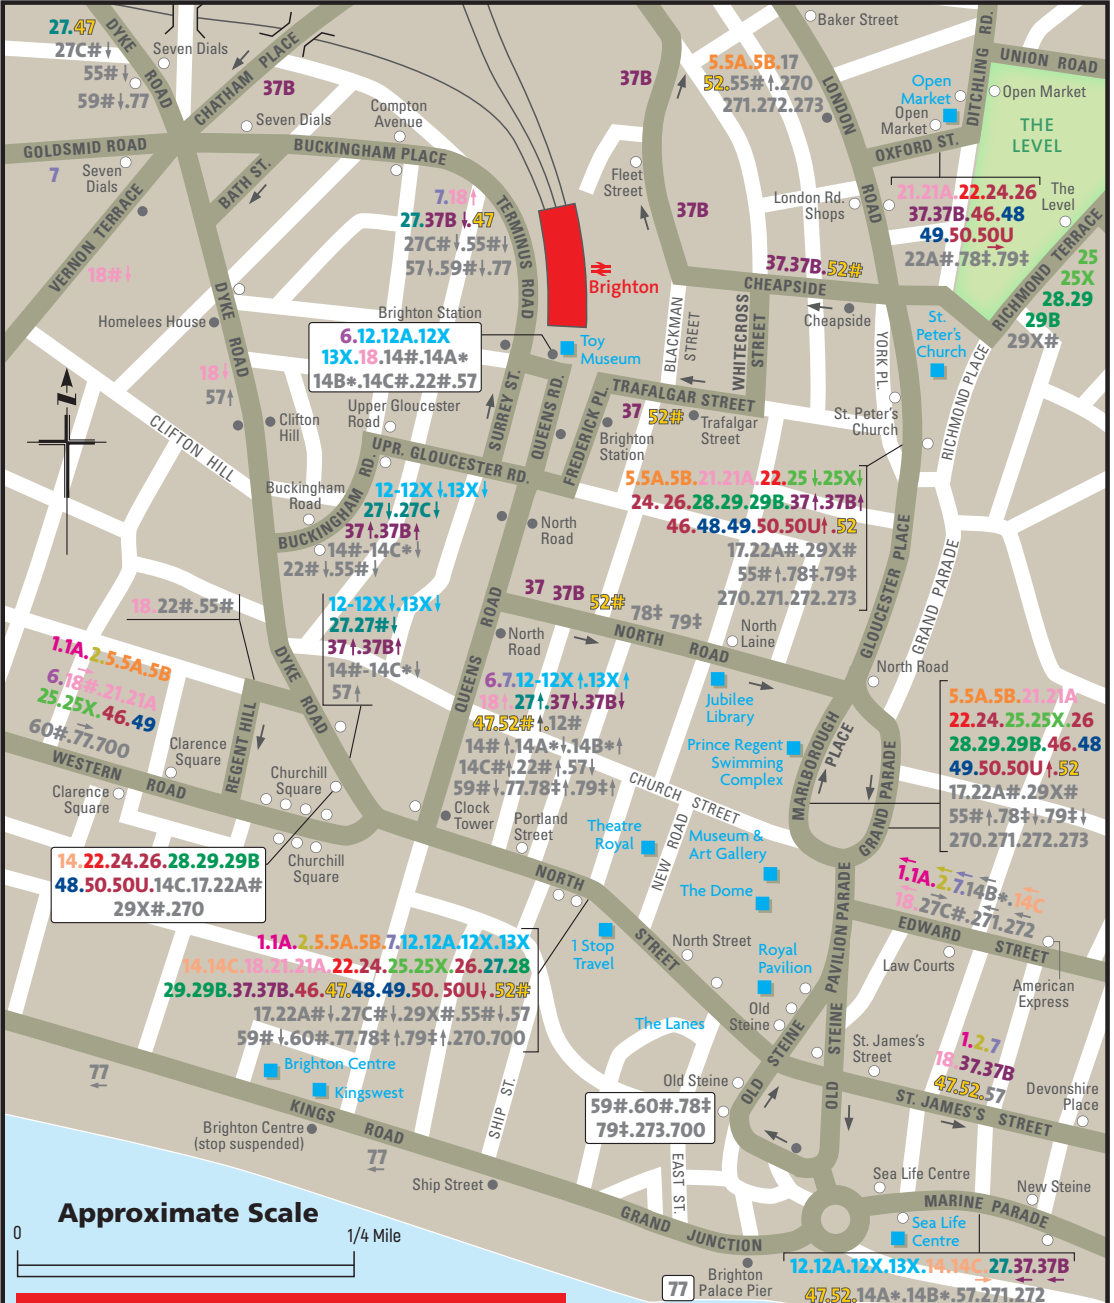 27.47
27C#↓
55#↓
59#↓.77
DYKE ROAD
Seven Dials
CHATHAM PLACE
37B
Seven Dials
Compton
Avenue
GOLDSMID ROAD
7
Seven
Dials
BUCKINGHAM PLACE
BATH ST.
VERNON TERRACE
18#↓
7.18↑
27.37B↓.47
27C#↓.55#↓
57↓.59#↓.77
TERMINUS ROAD
Brighton
37B
Fleet
Street
37B
Baker Street
5.5A.5B.17
52.55#↑.270
271.272.273
LONDON ROAD
DITCHLING RD.
UNION ROAD
Open
Market
Open
Market
Open Market
THE
LEVEL
OXFORD ST.
21.21A.22.24.26
37.37B.46.48
49.50.50U
22A#.78‡.79‡
The
Level
London Rd.
Shops
RICHMOND TERRACE
25
25X
28.29
29B
29X#
37.37B.52#
CHEAPSIDE
Cheapside
St.
Peter's
Church
YORK PL.
RICHMOND PLACE
St. Peter's
Church
BLACKMAN STREET
WHITECROSS STREET
TRAFALGAR STREET
37
52#
Trafalgar
Street
Brighton
Station
Brighton Station
6.12.12A.12X
13X.18.14#.14A*
14B*.14C#.22#.57
Toy
Museum
SURREY ST.
QUEENS RD.
FREDERICK PL.
Homelees House
DYKE ROAD
18↓
57↑
Clifton
Hill
CLIFTON HILL
Upper Gloucester
Road
UPR. GLOUCESTER RD.
Buckingham
Road
BUCKINGHAM RD.
12-12X↓.13X↓
27↓.27C↓
37↑.37B↑
14#-14C*↓
22#↓.55#↓
North
Road
5.5A.5B.21.21A.22.25↓.25X↓
24.26.28.29.29B.37↑.37B↑
46.48.49.50.50U↑.52
17.22A#.29X#
55#↑.78‡.79‡
270.271.272.273
GLOUCESTER PLACE
GRAND PARADE
18.22#.55#
12-12X↓.13X↓
27.27#↓
37↑.37B↑
14#-14C*↓
57↑
DYKE ROAD
QUEENS ROAD
37 37B 52# 78‡ 79‡
NORTH ROAD
North
Road
North
Laine
North Road
1.1A.2.5.5A.5B
6.18#.21.21A
25.25X.46.49
60#.77.700
WESTERN ROAD
Clarence
Square
Clarence
Square
REGENT HILL
Churchill
Square
Churchill
Square
6.7.12-12X↑.13X↑
18↑.27↑.37↓.37B↓
47.52#↑.12#
14#↑.14A*↓.14B*↑
14C#↑.22#↑.57↓
59#↓.77.78‡↑.79‡↑
Jubilee
Library
Prince Regent
Swimming
Complex
MARLBOROUGH PLACE
GRAND PARADE
5.5A.5B.21.21A
22.24.25.25X.26
28.29.29B.46.48
49.50.50U↑.52
17.22A#.29X#
55#↑.78‡↓.79‡↓
270.271.272.273
CHURCH STREET
Clock
Tower
Portland
Street
Theatre
Royal
NEW ROAD
Museum &
Art Gallery
The Dome
14.22.24.26.28.29.29B
48.50.50U.14C.17.22A#
29X#.270
NORTH STREET
1.1A.2.7.14B*.14C
18.27C#.271.272
EDWARD STREET
Law Courts
American
Express
1.1A.2.5.5A.5B.7.12.12A.12X.13X
14.14C.18.21.21A.22.24.25.25X.26.27.28
29.29B.37.37B.46.47.48.49.50.50U↓.52#
17.22A#↓.27C#↓.29X#.55#↓.57
59#↓.60#.77.78‡↑.79‡↑.270.700
1 Stop
Travel
North Street
Royal
Pavilion
Old
Steine
OLD STEINE
PAVILION PARADE
The Lanes
Old Steine
59#.60#.78‡
79‡.273.700
OLD STEINE
St. James's
Street
1.2.7
18.37.37B
47.52.57
ST. JAMES'S STREET
Devonshire
Place
77
Brighton Centre
Kingswest
KINGS ROAD
Brighton Centre
(stop suspended)
77
SHIP ST.
Ship Street
EAST ST.
GRAND JUNCTION
Sea Life Centre
New Steine
MARINE PARADE
Sea Life
Centre
12.12A.12X.13X.14.14C.27.37.37B
47.52.14A*.14B*.57.271.272
77
Brighton
Palace Pier
Approximate Scale
0 1/4 Mile